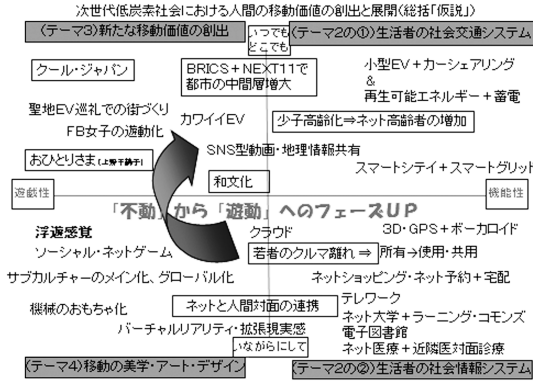 次世代低炭素社会における人間の移動価値の創出と展開(総括「仮説」)
(テーマ3)新たな移動価値の創出
いつでも
どこでも
(テーマ2の①)生活者の社会交通システム
クール・ジャパン
BRICS+NEXT11で
都市の中間層増大
小型EV+カーシェアリング
&
再生可能エネルギー+蓄電
聖地EV巡礼での街づくり
FB女子の遊動化
カワイイEV
少子高齢化⇒ネット高齢者の増加
おひとりさま(上野千鶴子)
SNS型動画・地理情報共有
スマートシテイ+スマートグリッド
和文化
遊戯性
機能性
「不動」から「遊動」へのフェーズUP
浮遊感覚
クラウド
3D・GPS+ボーカロイド
ソーシャル・ネットゲーム
若者のクルマ離れ ⇒
所有→使用・共用
サブカルチャーのメイン化、グローバル化
ネットショッピング・ネット予約+宅配
機械のおもちゃ化
ネットと人間対面の連携
テレワーク
ネット大学+ラーニング・コモンズ
電子図書館
ネット医療+近隣医対面診療
バーチャルリアリティ・拡張現実感
いながらにして
(テーマ4)移動の美学・アート・デザイン
(テーマ2の②)生活者の社会情報システム